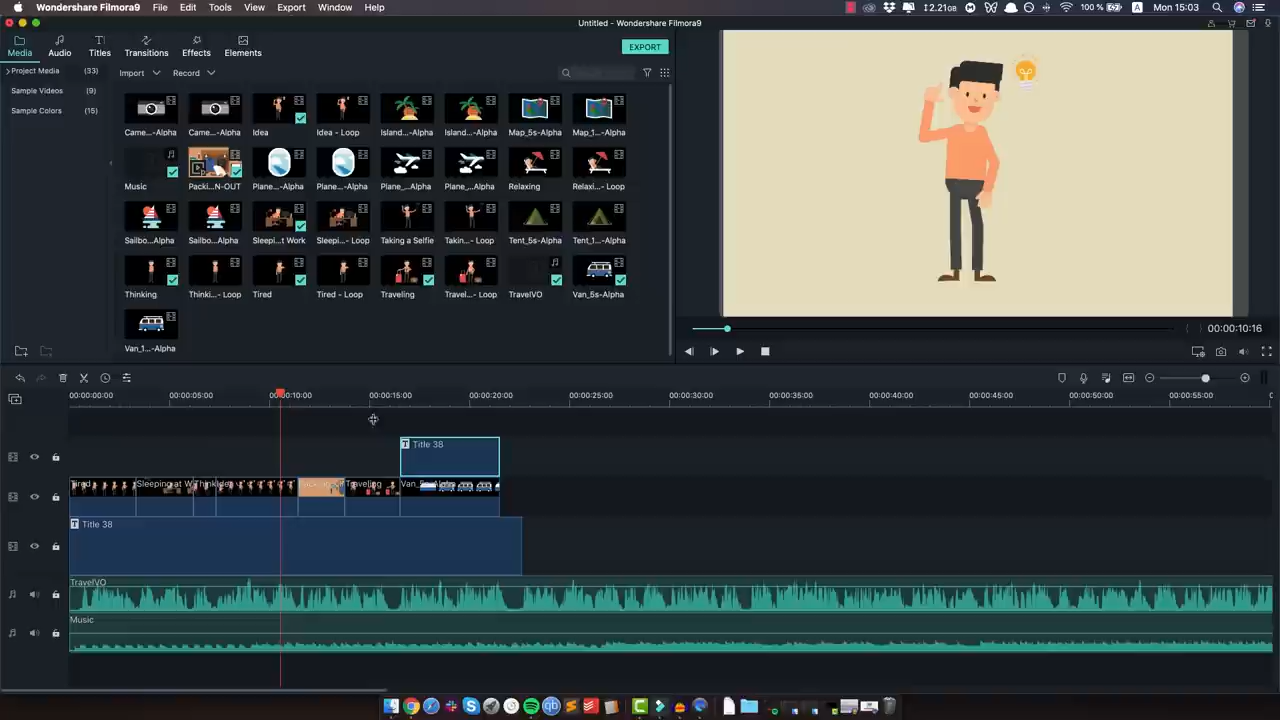 Wondershare Filmora9 File Edit Tools View Export Window Help 2.21GB 100 % A Mon 15:03
Untitled - Wondershare Filmora9
Media Audio Titles Transitions Effects Elements EXPORT
Project Media (33) Import Record
Sample Videos (9)
Sample Colors (15)
Came...-Alpha Came...-Alpha Idea Idea - Loop Island...-Alpha Island...-Alpha Map_5s-Alpha Map_1...-Alpha
Music Packi...N-OUT Plane...-Alpha Plane...-Alpha Plane_...-Alpha Plane_...-Alpha Relaxing Relaxi... - Loop
Sailbo...Alpha Sailbo...Alpha Sleepi...t Work Sleepi... - Loop Taking a Selfie Takin... - Loop Tent_5s-Alpha Tent_1...-Alpha
Thinking Thinki... - Loop Tired Tired - Loop Traveling Travel... - Loop TravelVO Van_5s-Alpha
Van_1...-Alpha
00:00:10:16
00:00:00:00 00:00:05:00 00:00:10:00 00:00:15:00 00:00:20:00 00:00:25:00 00:00:30:00 00:00:35:00 00:00:40:00 00:00:45:00 00:00:50:00 00:00:55:00
T Title 38
Tired Sleeping at W Think Idea Traveling Van_5s-Alpha
T Title 38
TravelVO
Music